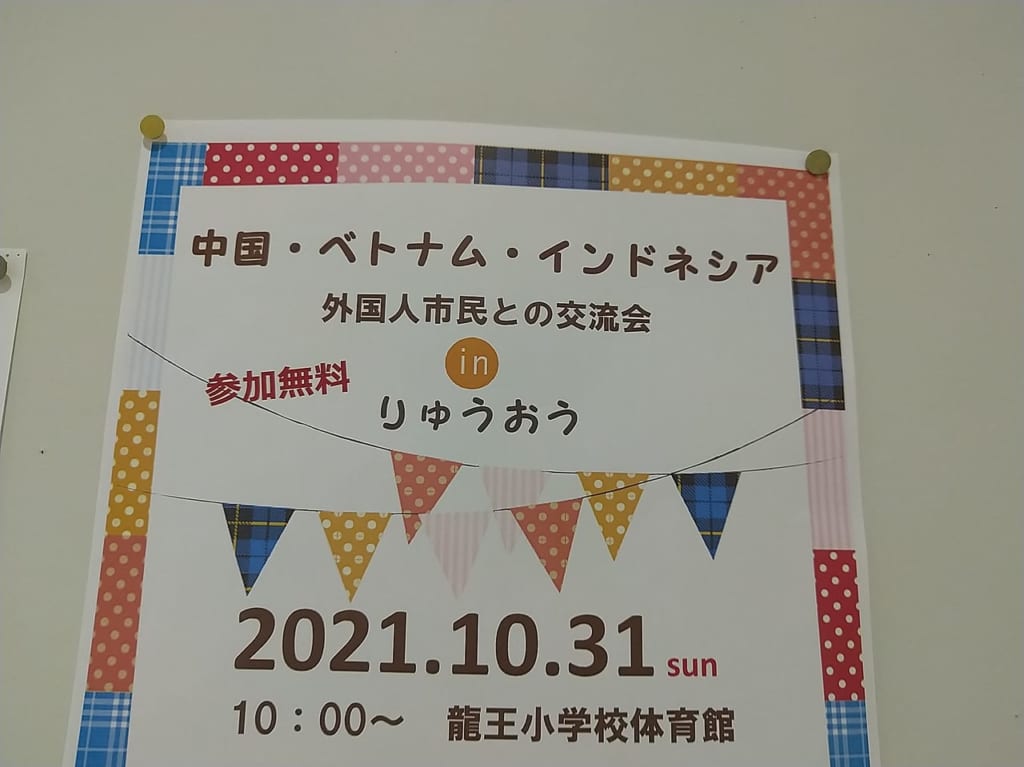 中国・ベトナム・インドネシア
外国人市民との交流会
in
参加無料
りゅうおう
2021.10.31 sun
10：00～ 龍王小学校体育館